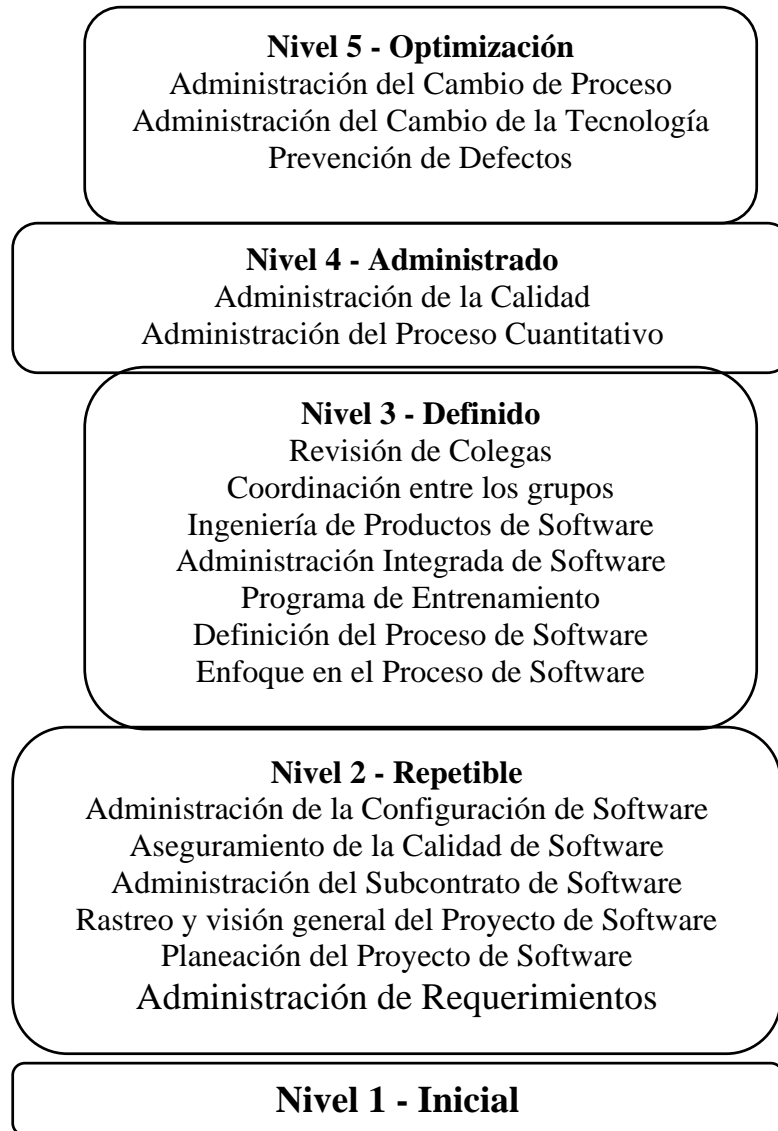 Nivel 5 - Optimización
Administración del Cambio de Proceso
Administración del Cambio de la Tecnología
Prevención de Defectos
Nivel 4 - Administrado
Administración de la Calidad
Administración del Proceso Cuantitativo
Nivel 3 - Definido
Revisión de Colegas
Coordinación entre los grupos
Ingeniería de Productos de Software
Administración Integrada de Software
Programa de Entrenamiento
Definición del Proceso de Software
Enfoque en el Proceso de Software
Nivel 2 - Repetible
Administración de la Configuración de Software
Aseguramiento de la Calidad de Software
Administración del Subcontrato de Software
Rastreo y visión general del Proyecto de Software
Planeación del Proyecto de Software
Administración de Requerimientos
Nivel 1 - Inicial